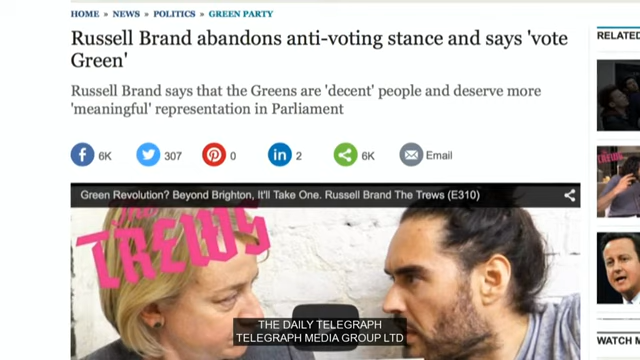 HOME » NEWS » POLITICS » GREEN PARTY
Russell Brand abandons anti-voting stance and says 'vote
Green'
Russell Brand says that the Greens are 'decent' people and deserve more
'meaningful' representation in Parliament
6K
307
0
2
6K
Email
Green Revolution? Beyond Brighton, It'll Take One. Russell Brand The Trews (E310)
THE
TREWS
THE DAILY TELEGRAPH
TELEGRAPH MEDIA GROUP LTD
RELATED
WATCH M